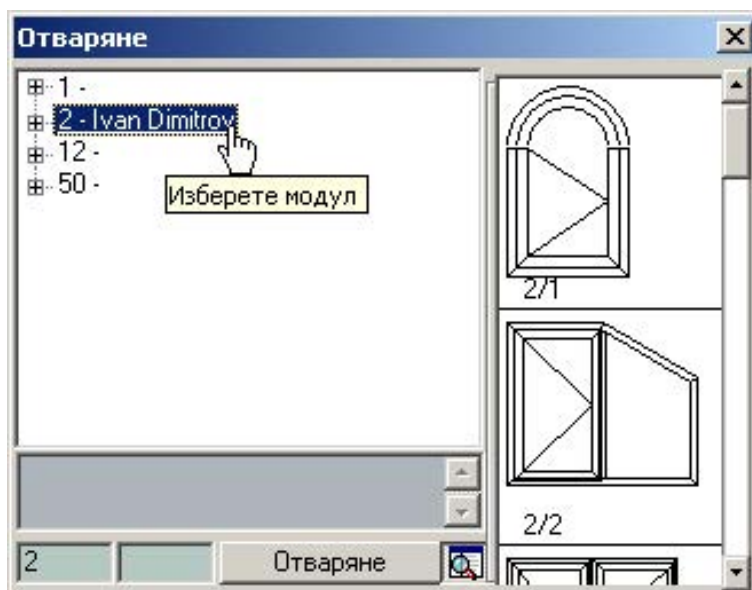 Отваряне
1 -
2 - Ivan Dimitrov
12 -
50 -
Изберете модул
2/1
2/2
2
Отваряне